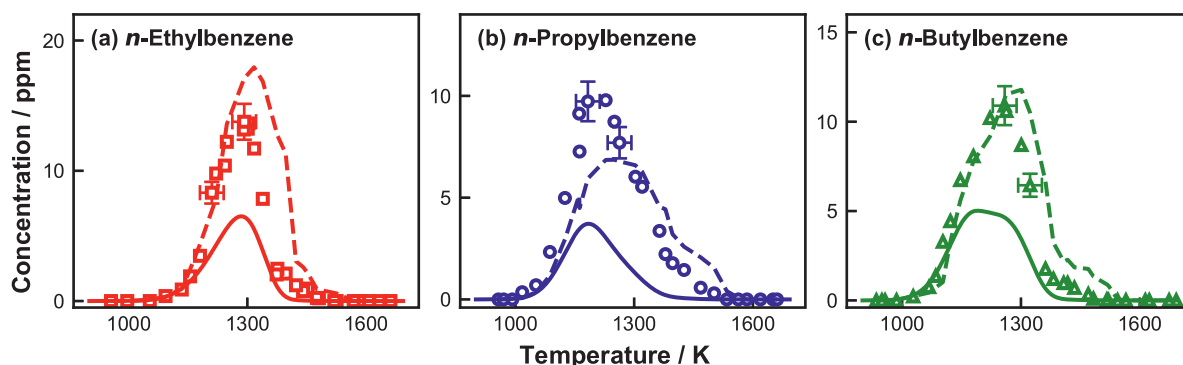 Concentration / ppm
(a) n-Ethylbenzene
20
10
0
1000 1300 1600
(b) n-Propylbenzene
10
5
0
1000 1300 1600
(c) n-Butylbenzene
15
10
5
0
1000 1300 1600
Temperature / K